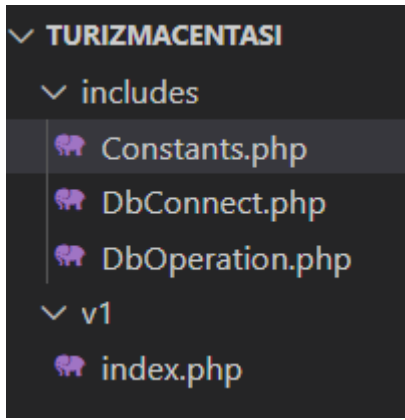 TURIZMACENTASI
includes
Constants.php
DbConnect.php
DbOperation.php
v1
index.php